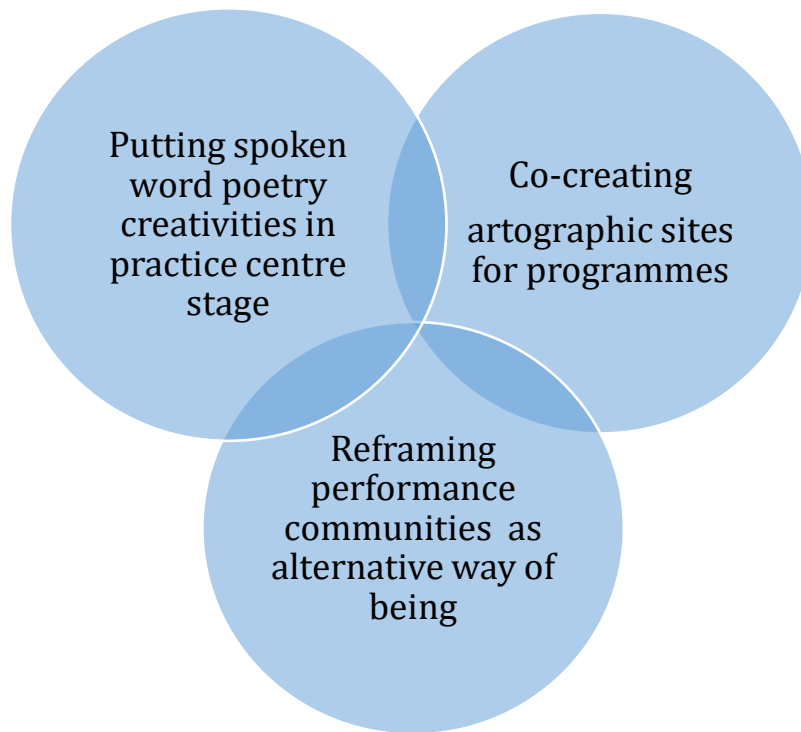 Putting spoken
word poetry
creativities in
practice centre
stage
Co-creating
artographic sites
for programmes
Reframing
performance
communities  as
alternative way of
being